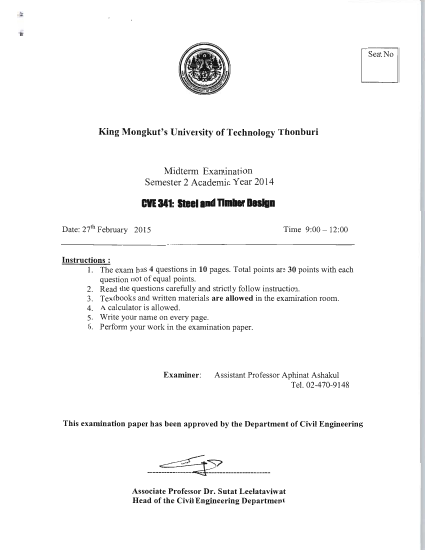 Seat No
King Mongkut's University of Technology Thonburi
Midterm Examination
Semester 2 Academic Year 2014
CVE 341: Steel and Timber Design
Date: 27th February 2015 Time 9:00 – 12:00
Instructions :
1. The exam has 4 questions in 10 pages. Total points are 30 points with each
question not of equal points.
2. Read the questions carefully and strictly follow instruction.
3. Textbooks and written materials are allowed in the examination room.
4. A calculator is allowed.
5. Write your name on every page.
6. Perform your work in the examination paper.
Examiner: Assistant Professor Aphinat Ashakul
Tel. 02-470-9148
This examination paper has been approved by the Department of Civil Engineering
Associate Professor Dr. Sutat Leelataviwat
Head of the Civil Engineering Department